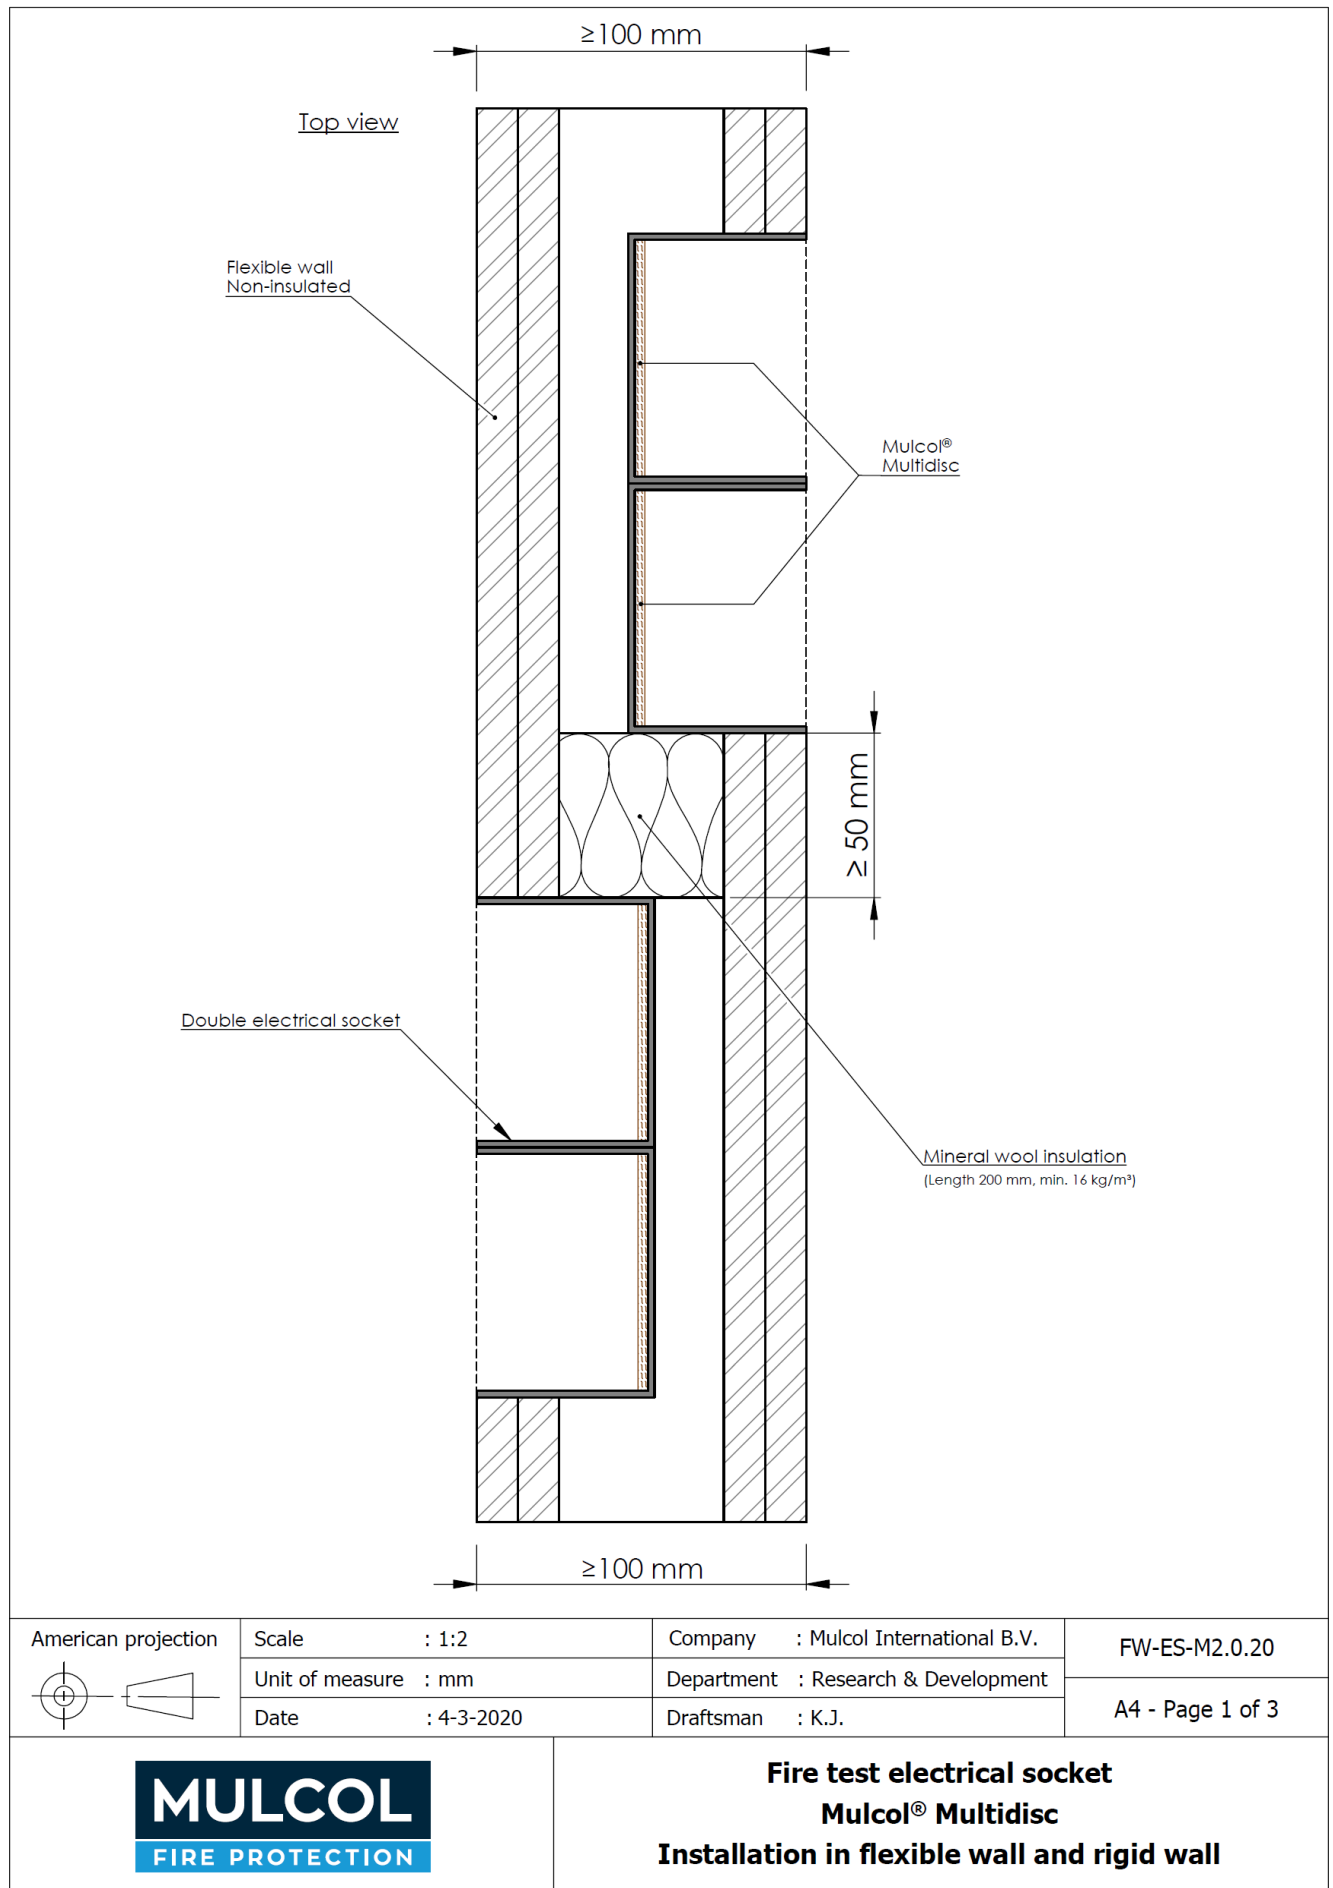 ≥100 mm
Top view
Flexible wall
Non-insulated
Mulcol®
Multidisc
≥ 50 mm
Double electrical socket
Mineral wool insulation
(Length 200 mm, min. 16 kg/m³)
≥100 mm
American projection
Scale : 1:2
Unit of measure : mm
Date : 4-3-2020
Company : Mulcol International B.V.
Department : Research & Development
Draftsman : K.J.
FW-ES-M2.0.20
A4 - Page 1 of 3
MULCOL
FIRE PROTECTION
Fire test electrical socket
Mulcol® Multidisc
Installation in flexible wall and rigid wall